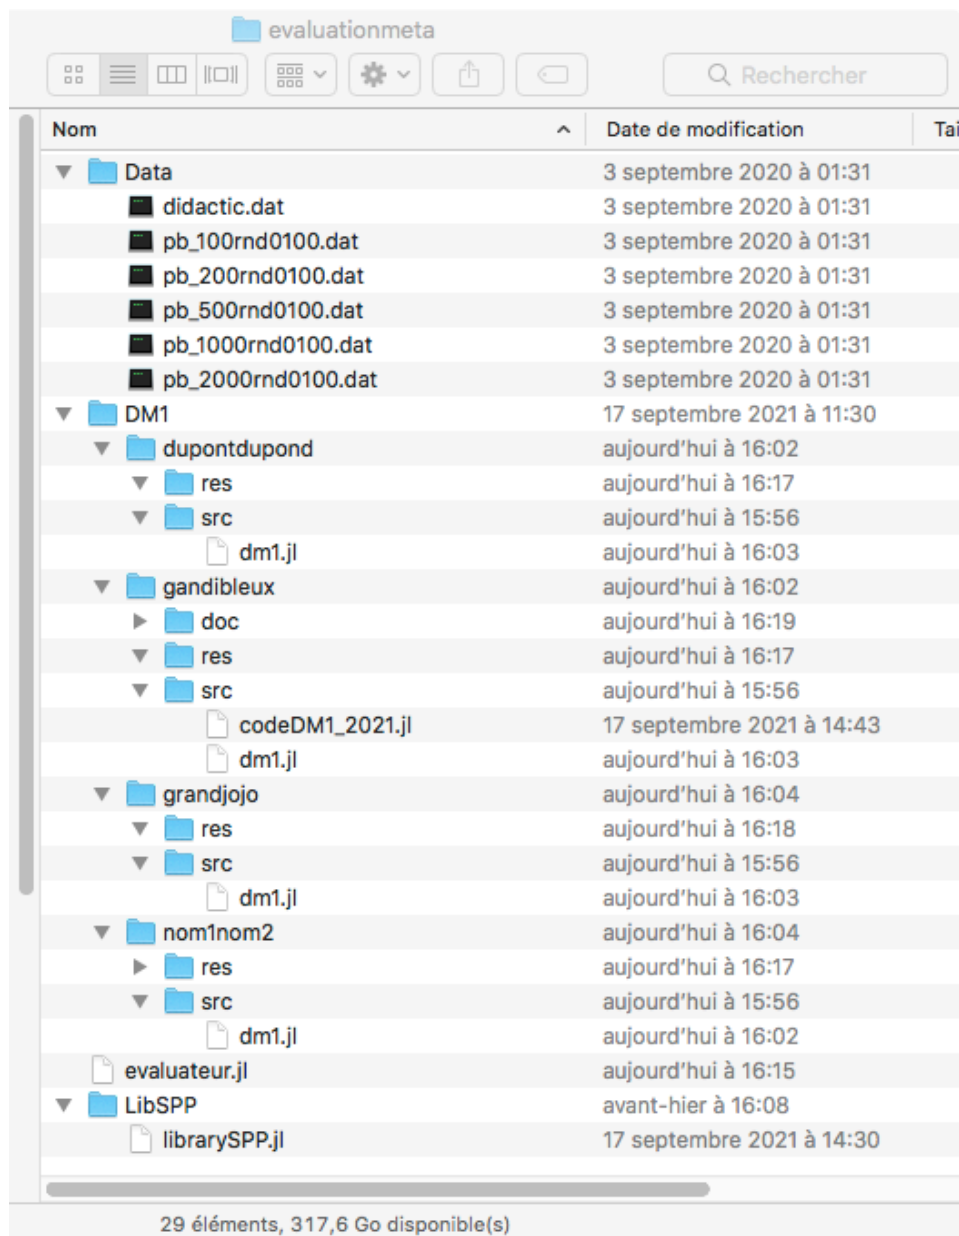 evaluationmeta
Rechercher
Nom Date de modification Tai
Data 3 septembre 2020 à 01:31
didactic.dat 3 septembre 2020 à 01:31
pb_100rnd0100.dat 3 septembre 2020 à 01:31
pb_200rnd0100.dat 3 septembre 2020 à 01:31
pb_500rnd0100.dat 3 septembre 2020 à 01:31
pb_1000rnd0100.dat 3 septembre 2020 à 01:31
pb_2000rnd0100.dat 3 septembre 2020 à 01:31
DM1 17 septembre 2021 à 11:30
dupontdupond aujourd'hui à 16:02
res aujourd'hui à 16:17
src aujourd'hui à 15:56
dm1.jl aujourd'hui à 16:03
gandibleux aujourd'hui à 16:02
doc aujourd'hui à 16:19
res aujourd'hui à 16:17
src aujourd'hui à 15:56
codeDM1_2021.jl 17 septembre 2021 à 14:43
dm1.jl aujourd'hui à 16:03
grandjojo aujourd'hui à 16:04
res aujourd'hui à 16:18
src aujourd'hui à 15:56
dm1.jl aujourd'hui à 16:03
nom1nom2 aujourd'hui à 16:04
res aujourd'hui à 16:17
src aujourd'hui à 15:56
dm1.jl aujourd'hui à 16:02
evaluateur.jl aujourd'hui à 16:15
LibSPP avant-hier à 16:08
librarySPP.jl 17 septembre 2021 à 14:30
29 éléments, 317,6 Go disponible(s)